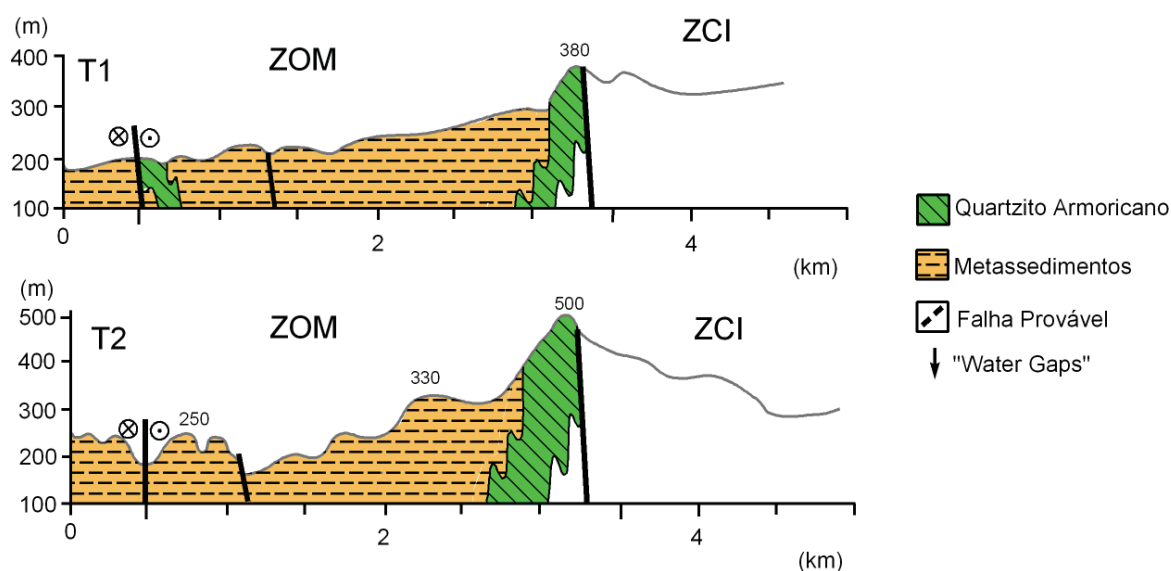 (m)
400
300
200
100
T1
ZOM
380
ZCI
0
2
4
(km)
(m)
500
400
300
200
100
T2
ZOM
500
ZCI
330
250
0
2
4
(km)
Quartzito Armoricano
Metassedimentos
Falha Provável
"Water Gaps"